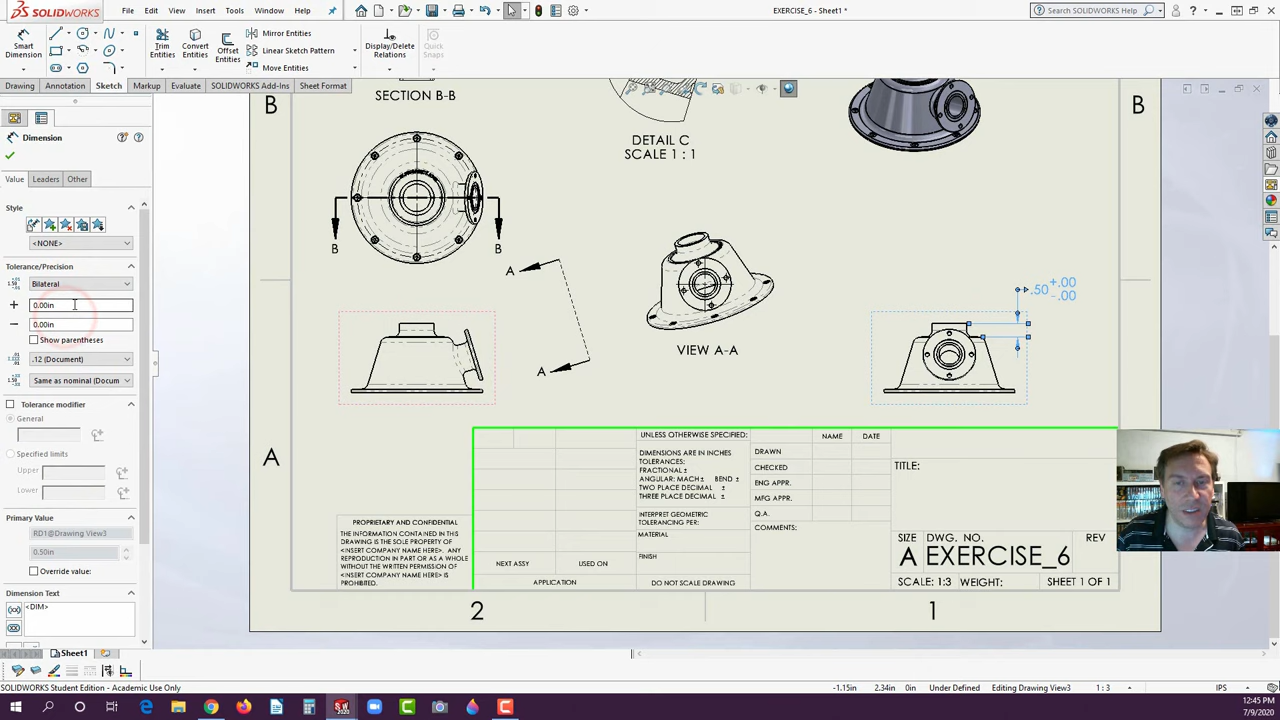 SOLIDWORKS
File Edit View Insert Tools Window Help
EXERCISE_6 - Sheet1 *
Search SOLIDWORKS Help
Smart Dimension
Trim Entities
Convert Entities
Offset Entities
Mirror Entities
Linear Sketch Pattern
Move Entities
Display/Delete Relations
Quick Snaps
Drawing Annotation Sketch Markup Evaluate SOLIDWORKS Add-Ins Sheet Format
Dimension
Value Leaders Other
Style
<NONE>
Tolerance/Precision
Bilateral
+ 0.00in
- 0.00in
Show parentheses
.12 (Document)
Same as nominal (Docum
Tolerance modifier
General
Specified limits
Upper
Lower
Primary Value
RD1@Drawing View3
0.50in
Override value:
Dimension Text
<DIM>
B
SECTION B-B
DETAIL C
SCALE 1 : 1
B
B
B
A
A
VIEW A-A
.50 +.00
-.00
A
PROPRIETARY AND CONFIDENTIAL
THE INFORMATION CONTAINED IN
THIS DRAWING IS THE SOLE PROPERTY OF
<INSERT COMPANY NAME HERE>. ANY
REPRODUCTION IN PART OR AS A WHOLE
WITHOUT THE WRITTEN PERMISSION OF
<INSERT COMPANY NAME HERE> IS
PROHIBITED.
NEXT ASSY
USED ON
APPLICATION
UNLESS OTHERWISE SPECIFIED:
DIMENSIONS ARE IN INCHES
TOLERANCES:
FRACTIONAL ±
ANGULAR: MACH± BEND ±
TWO PLACE DECIMAL ±
THREE PLACE DECIMAL ±
INTERPRET GEOMETRIC
TOLERANCING PER:
MATERIAL
FINISH
DO NOT SCALE DRAWING
NAME DATE
DRAWN
CHECKED
ENG APPR.
MFG APPR.
Q.A.
COMMENTS:
TITLE:
SIZE DWG. NO. REV
A EXERCISE_6
SCALE: 1:3 WEIGHT: SHEET 1 OF 1
2
1
Sheet1
SOLIDWORKS Student Edition - Academic Use Only
-1.15in 2.34in 0in Under Defined Editing Drawing View3 1 : 3 IPS
12:45 PM
7/9/2020